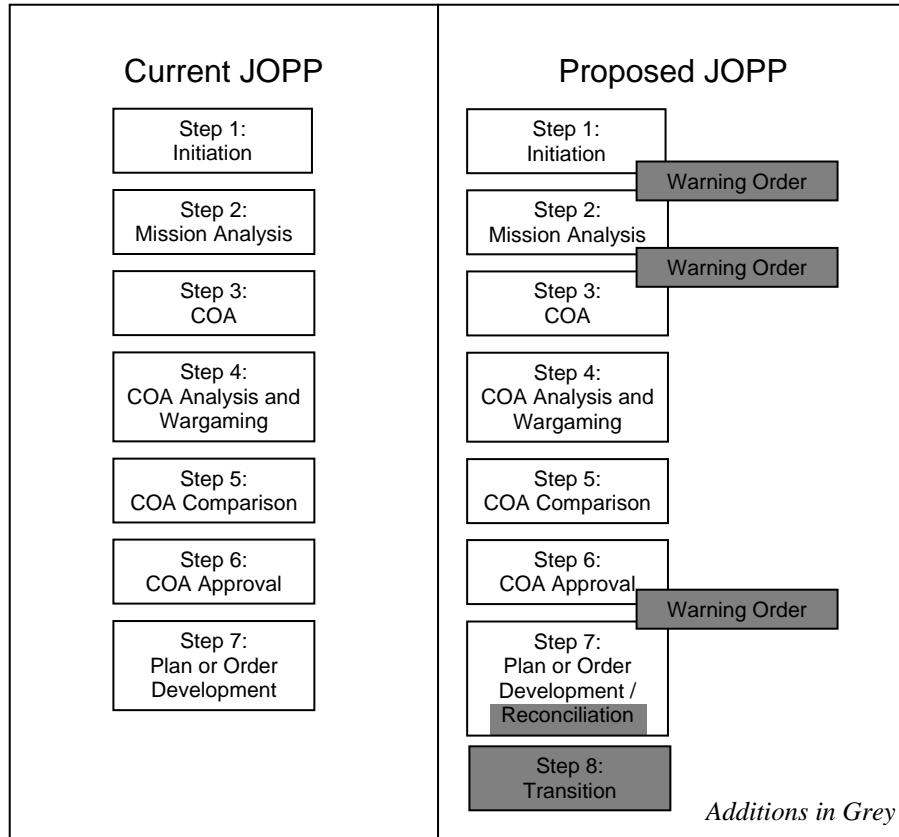 Current JOPP
Step 1:
Initiation
Step 2:
Mission Analysis
Step 3:
COA
Step 4:
COA Analysis and
Wargaming
Step 5:
COA Comparison
Step 6:
COA Approval
Step 7:
Plan or Order
Development
Proposed JOPP
Step 1:
Initiation
Warning Order
Step 2:
Mission Analysis
Warning Order
Step 3:
COA
Step 4:
COA Analysis and
Wargaming
Step 5:
COA Comparison
Step 6:
COA Approval
Warning Order
Step 7:
Plan or Order
Development /
Reconciliation
Step 8:
Transition
Additions in Grey